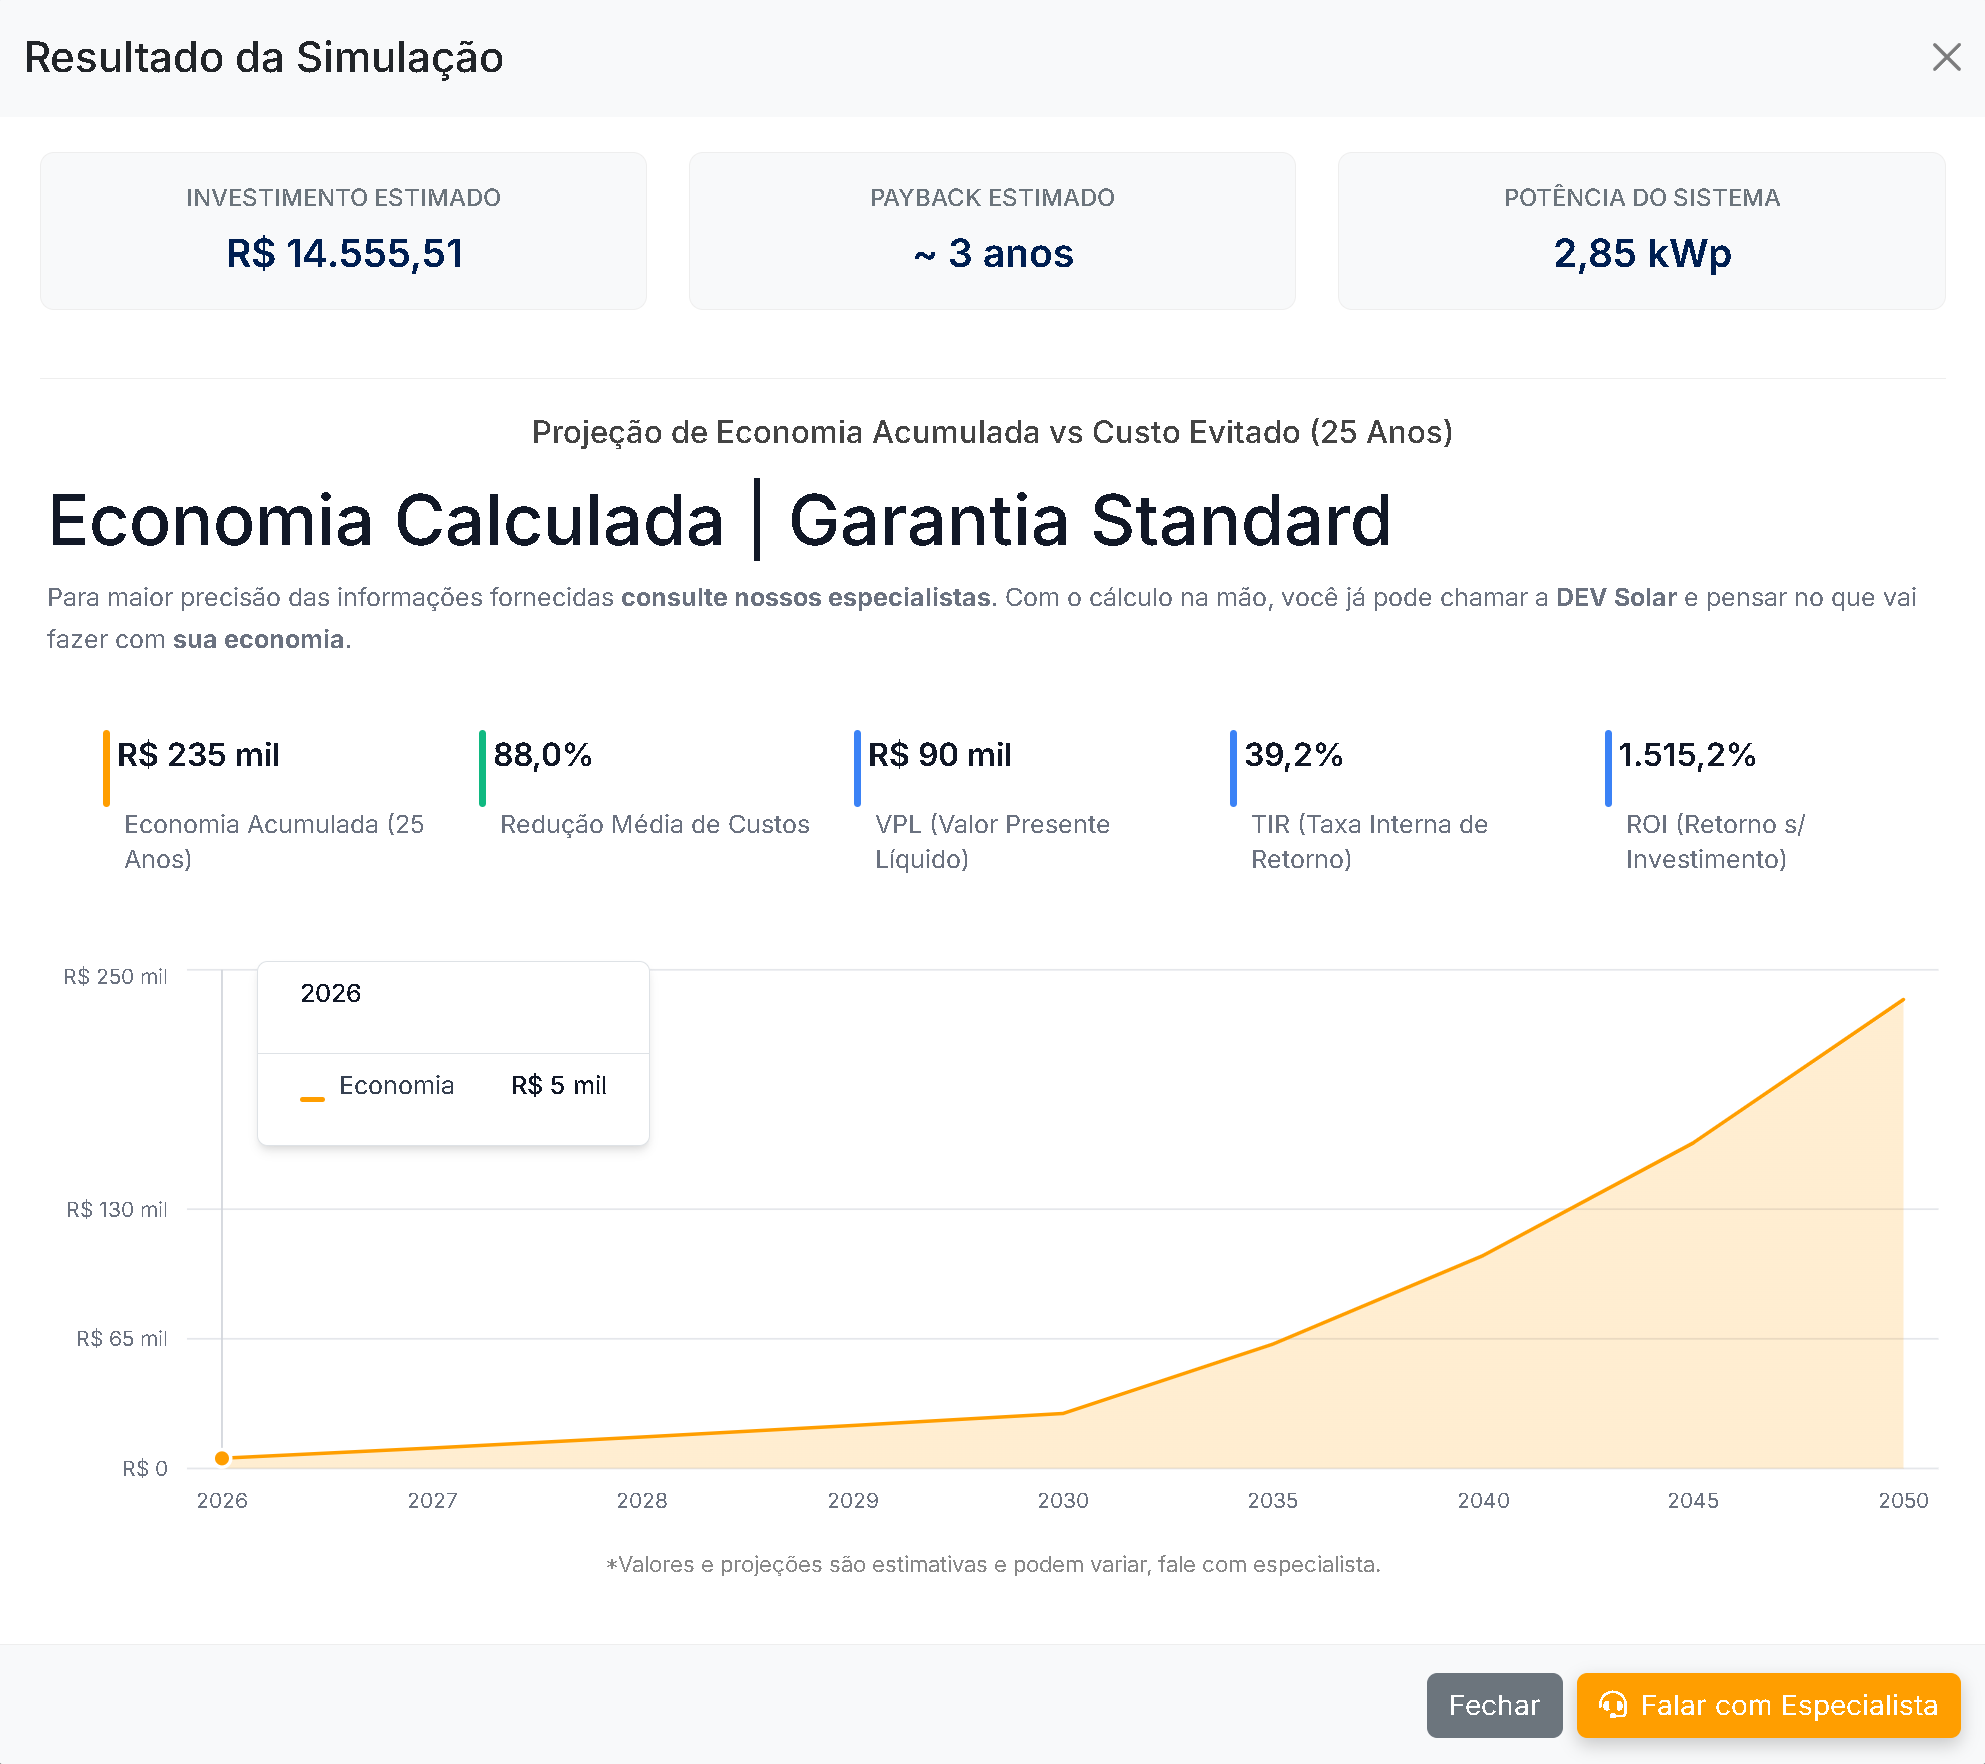 Resultado da Simulação
INVESTIMENTO ESTIMADO
R$ 14.555,51
PAYBACK ESTIMADO
~ 3 anos
POTÊNCIA DO SISTEMA
2,85 kWp
Projeção de Economia Acumulada vs Custo Evitado (25 Anos)
Economia Calculada | Garantia Standard
Para maior precisão das informações fornecidas consulte nossos especialistas. Com o cálculo na mão, você já pode chamar a DEV Solar e pensar no que vai
fazer com sua economia.
R$ 235 mil
Economia Acumulada (25
Anos)
88,0%
Redução Média de Custos
R$ 90 mil
VPL (Valor Presente
Líquido)
39,2%
TIR (Taxa Interna de
Retorno)
1.515,2%
ROI (Retorno s/
Investimento)
R$ 250 mil
R$ 130 mil
R$ 65 mil
R$ 0
2026
Economia R$ 5 mil
2026 2027 2028 2029 2030 2035 2040 2045 2050
*Valores e projeções são estimativas e podem variar, fale com especialista.
Fechar
Falar com Especialista